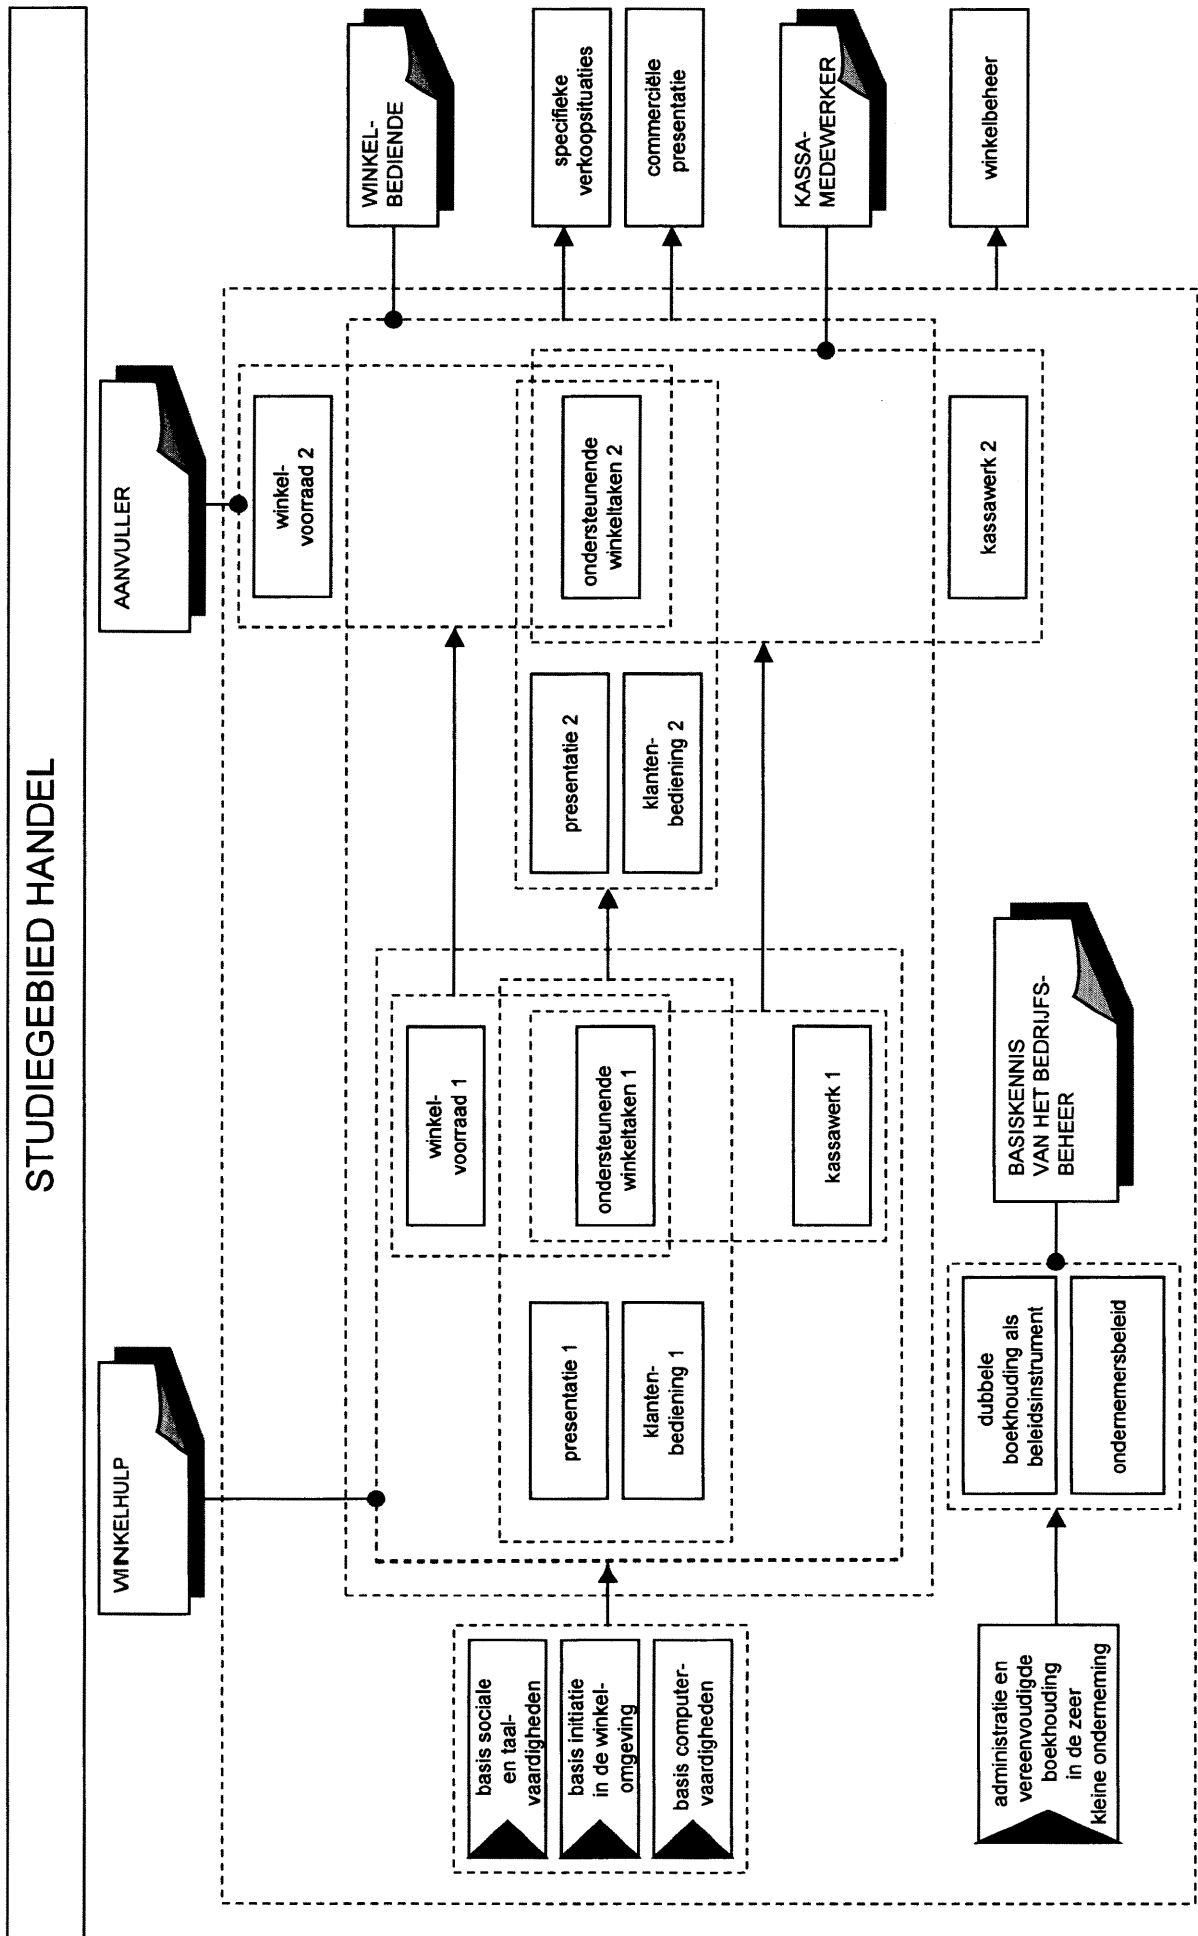 STUDIEGEBIED HANDEL
WINKELHULP
AANVULLER
WINKEL-
BEDIENDE
specifieke
verkoopsituaties
commerciële
presentatie
KASSA-
MEDEWERKER
winkelbeheer
basis sociale
en taal-
vaardigheden
basis initiatie
in de winkel-
omgeving
basis computer-
vaardigheden
presentatie 1
klanten-
bediening 1
winkel-
voorraad 1
ondersteunende
winkeltaken 1
kassawerk 1
presentatie 2
klanten-
bediening 2
winkel-
voorraad 2
ondersteunende
winkeltaken 2
kassawerk 2
administratie en
vereenvoudigde
boekhouding
in de zeer
kleine onderneming
dubbele
boekhouding als
beleidsinstrument
ondernemersbeleid
BASISKENNIS
VAN HET BEDRIJFS-
BEHEER